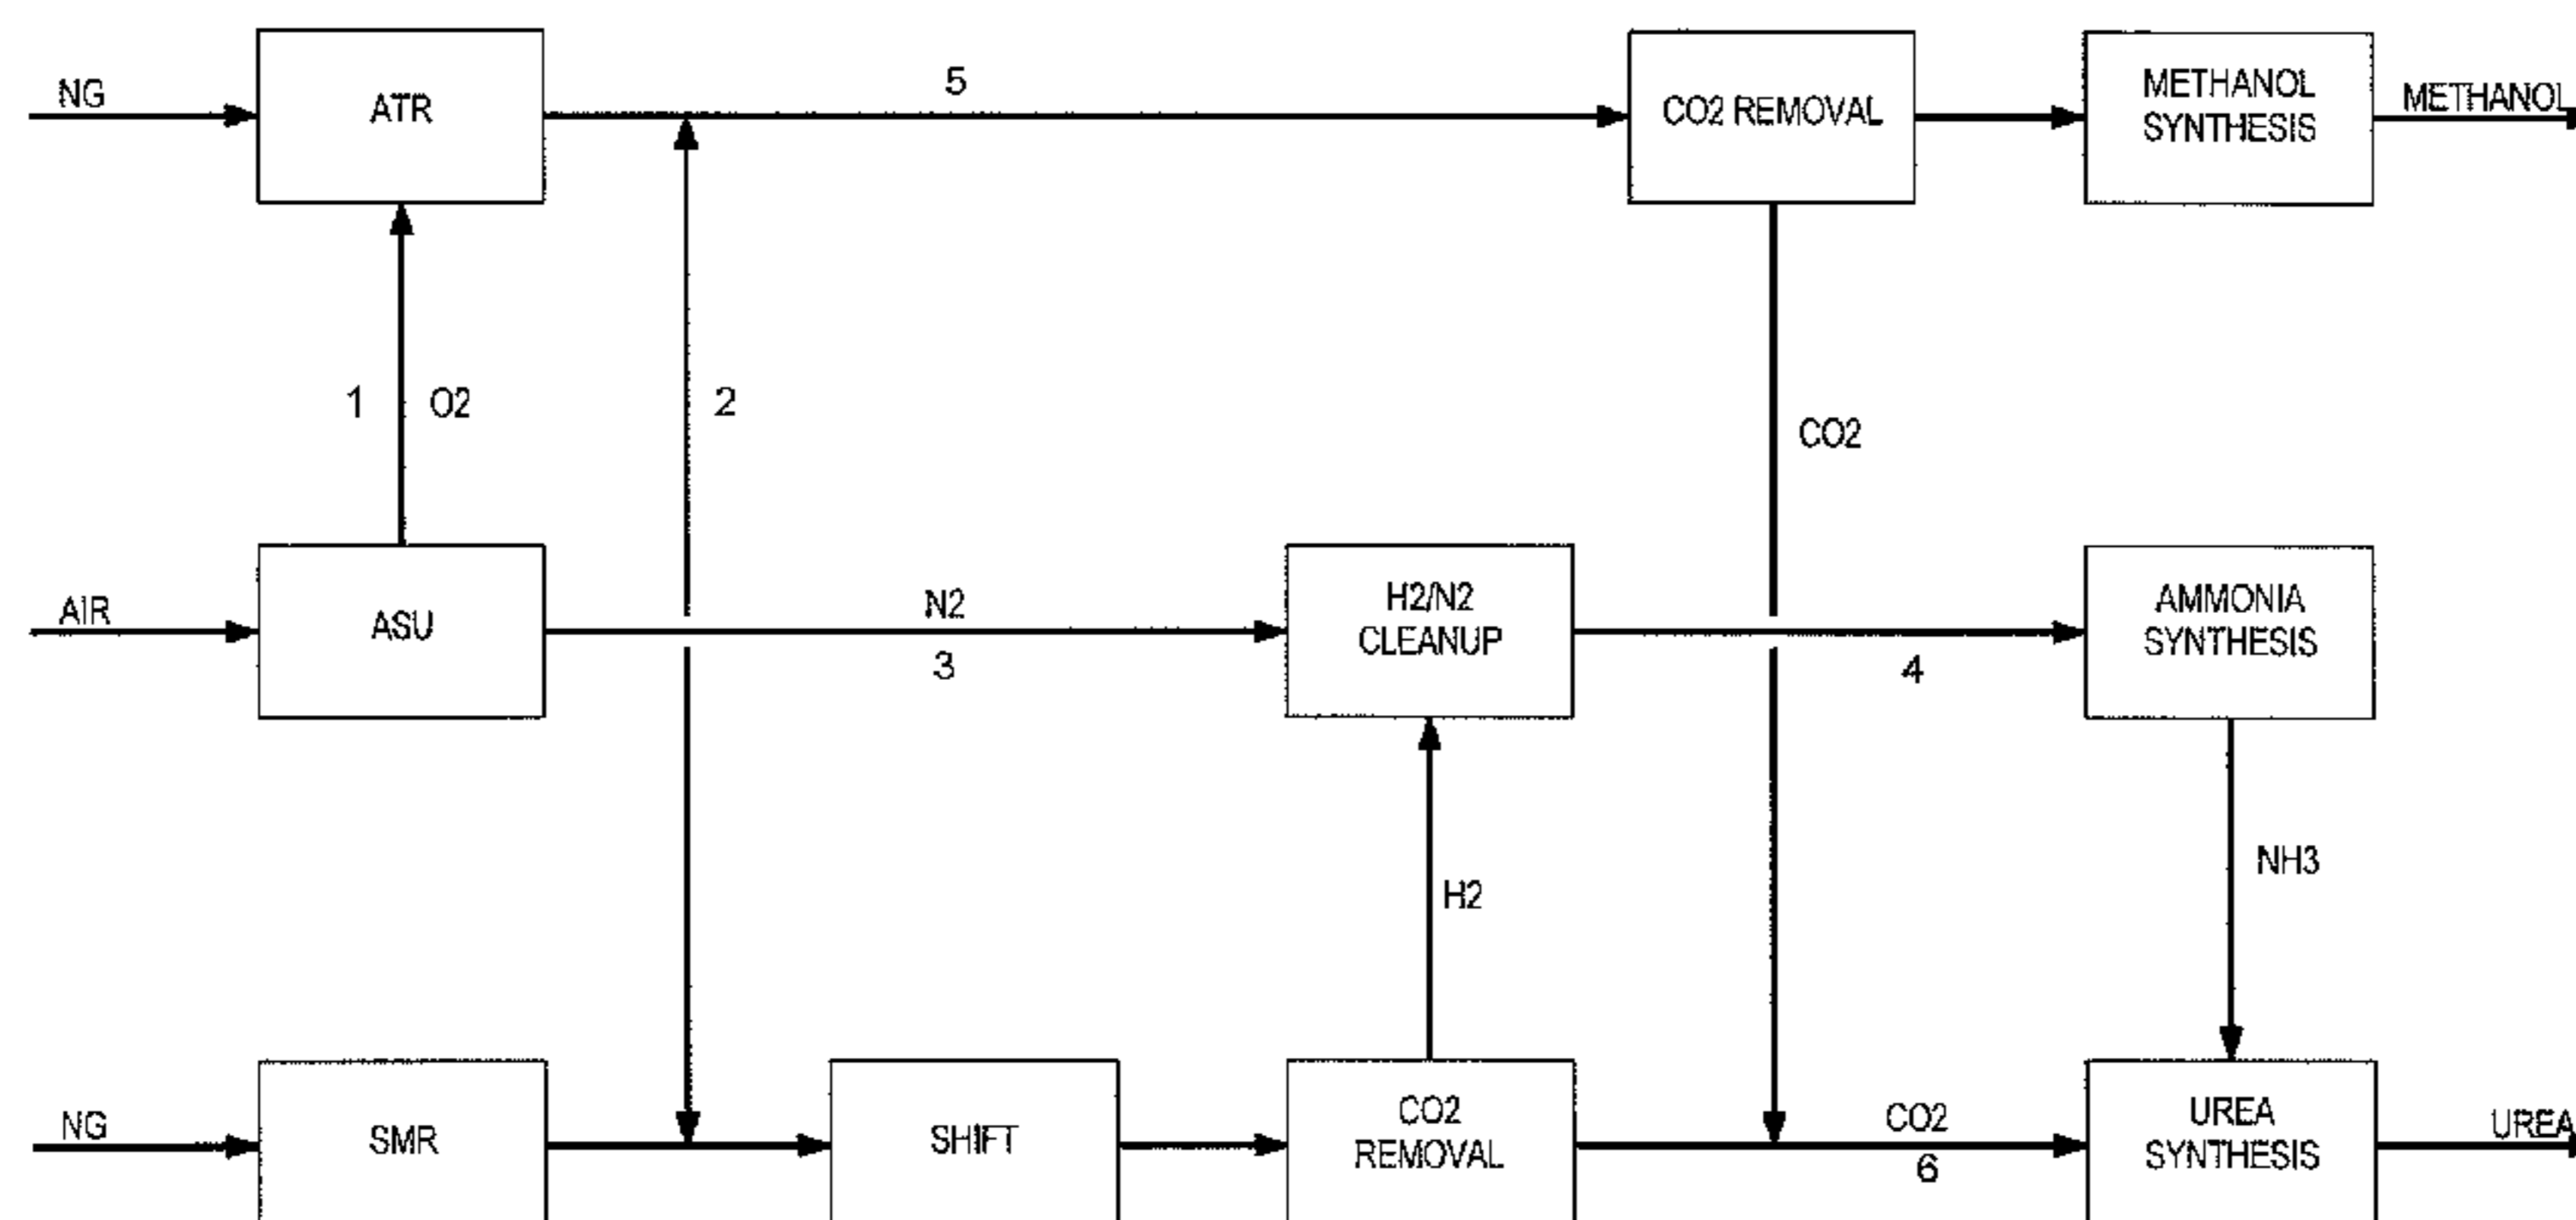 NG
ATR
5
CO2 REMOVAL
METHANOL
SYNTHESIS
METHANOL
1
O2
2
CO2
AIR
ASU
N2
3
H2/N2
CLEANUP
4
AMMONIA
SYNTHESIS
H2
NH3
NG
SMR
SHIFT
CO2
REMOVAL
CO2
6
UREA
SYNTHESIS
UREA